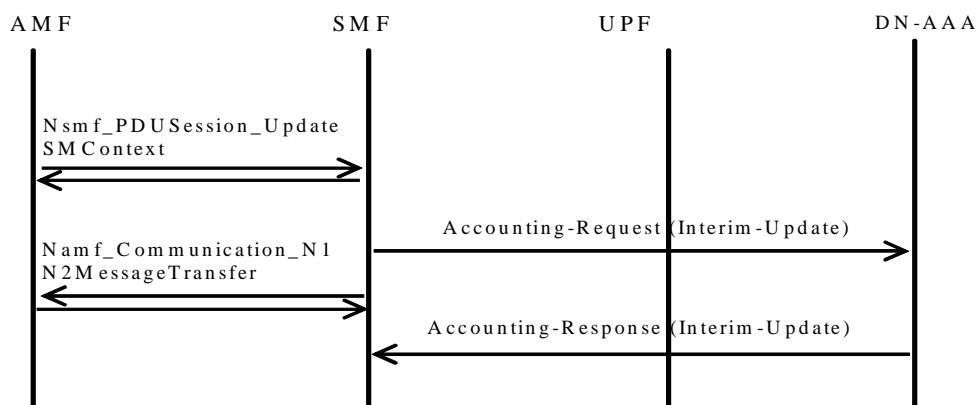 AMF SMF UPF DN-AAA
Nsmf_PDUSession_Update
SMContext
Accounting-Request (Interim-Update)
Namf_Communication_N1
N2MessageTransfer
Accounting-Response (Interim-Update)